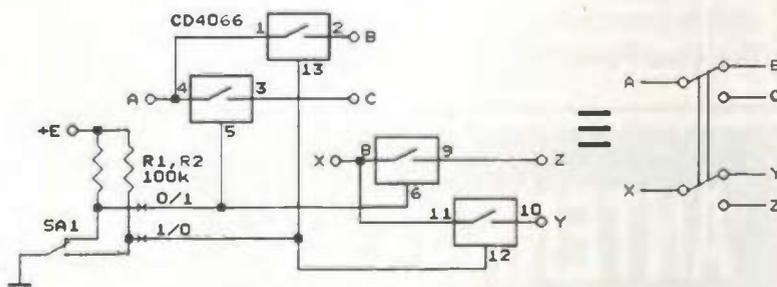 CD4066
1 2 B
13
A 4 3 C
5
+E
R1,R2
100k
X 8 9 Z
6
0/1
SA1
1/0
11 10 Y
12
A B
C
X Y
Z